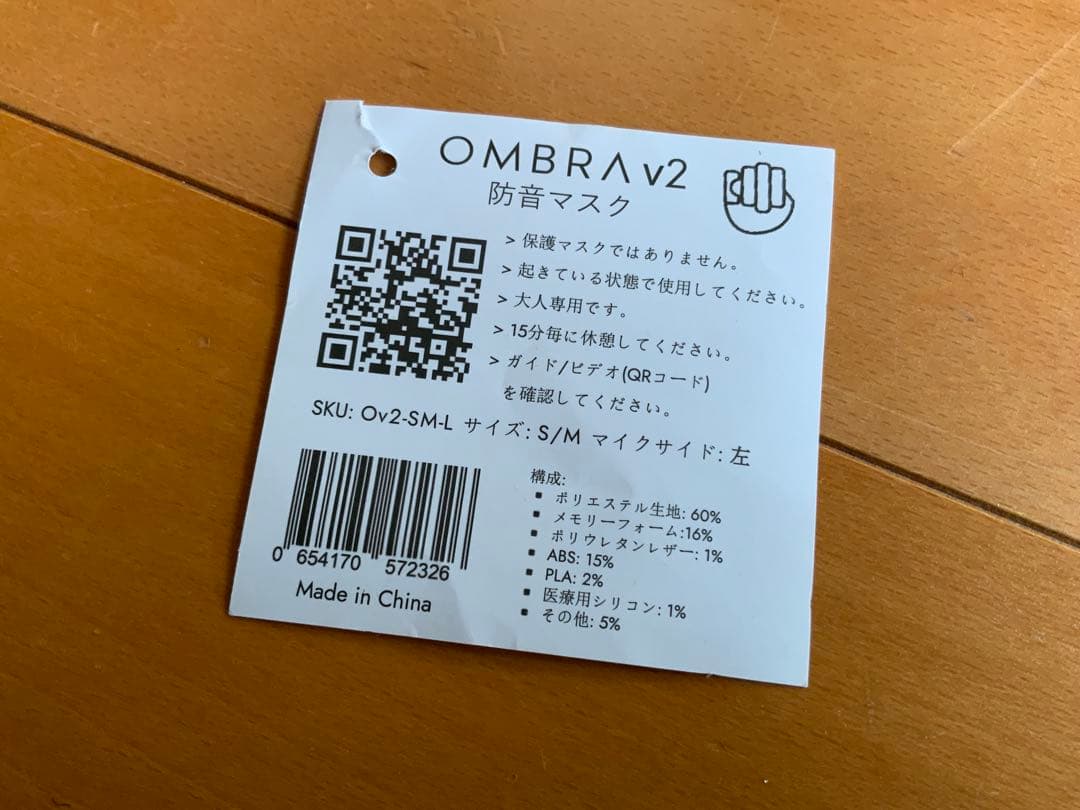 OMBRA v2
防音マスク
> 保護マスクではありません。
> 起きている状態で使用してください。
> 大人専用です。
> 15分毎に休憩してください。
> ガイド/ビデオ(QRコード)
を確認してください。
SKU: Ov2-SM-L サイズ: S/M マイクサイド: 左
構成:
▪ ポリエステル生地: 60%
▪ メモリーフォーム:16%
▪ ポリウレタンレザー: 1%
▪ ABS: 15%
▪ PLA: 2%
▪ 医療用シリコン: 1%
▪ その他: 5%
0 654170 572326
Made in China